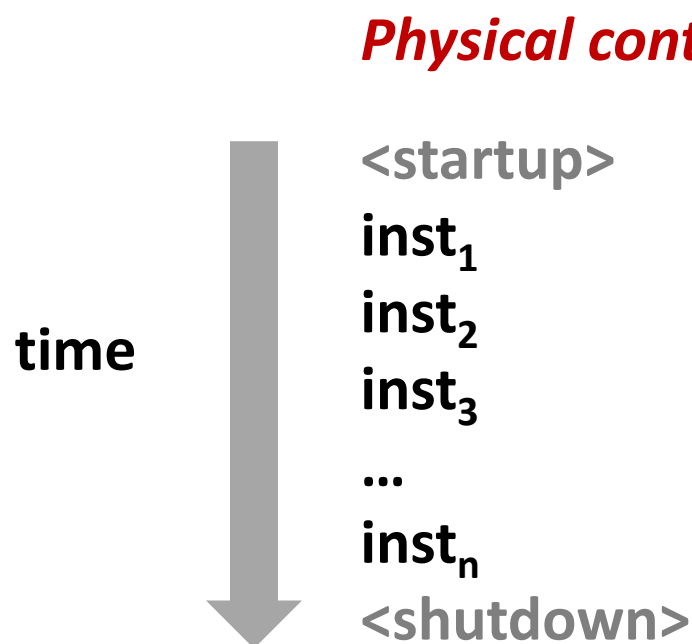 Physical cont
<startup>
inst₁
inst₂
time
inst₃
...
instₙ
<shutdown>